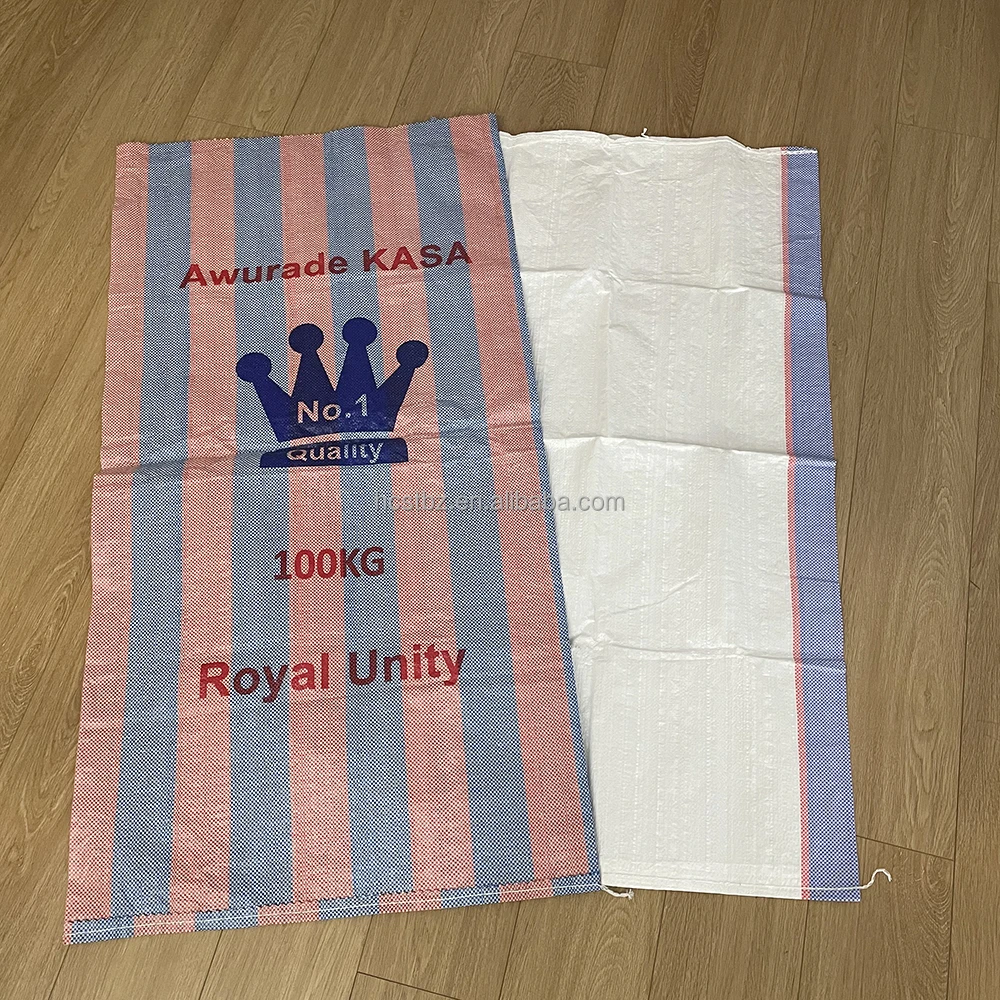 Awurade KASA
No.1
Quality
100KG
Royal Unity